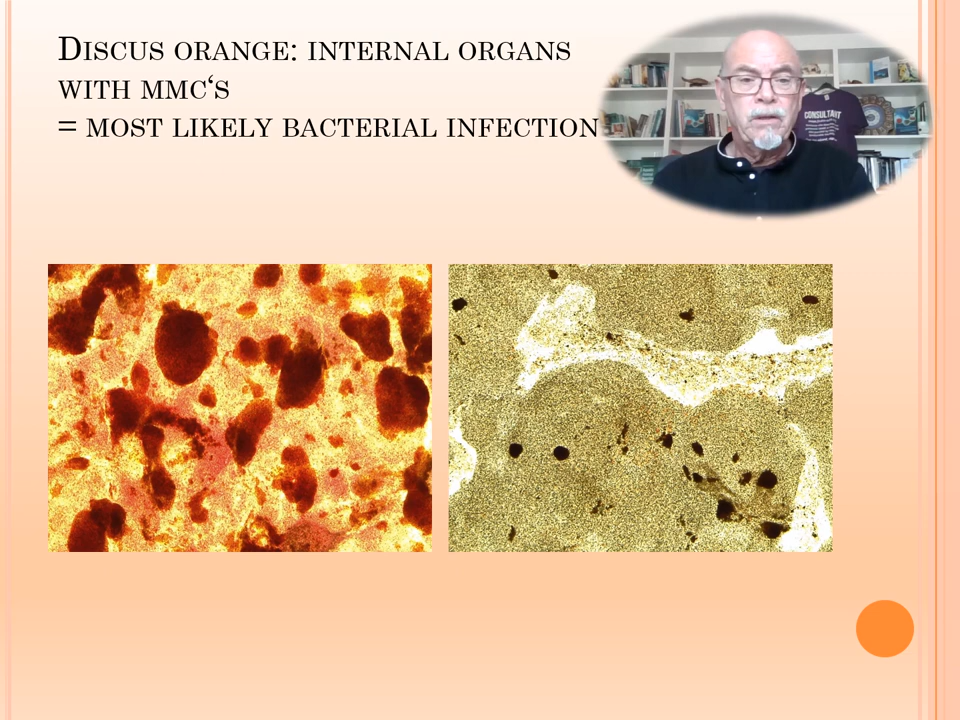 Discus orange: internal organs
with mmc‘s
= most likely bacterial infection
CONSULTANT